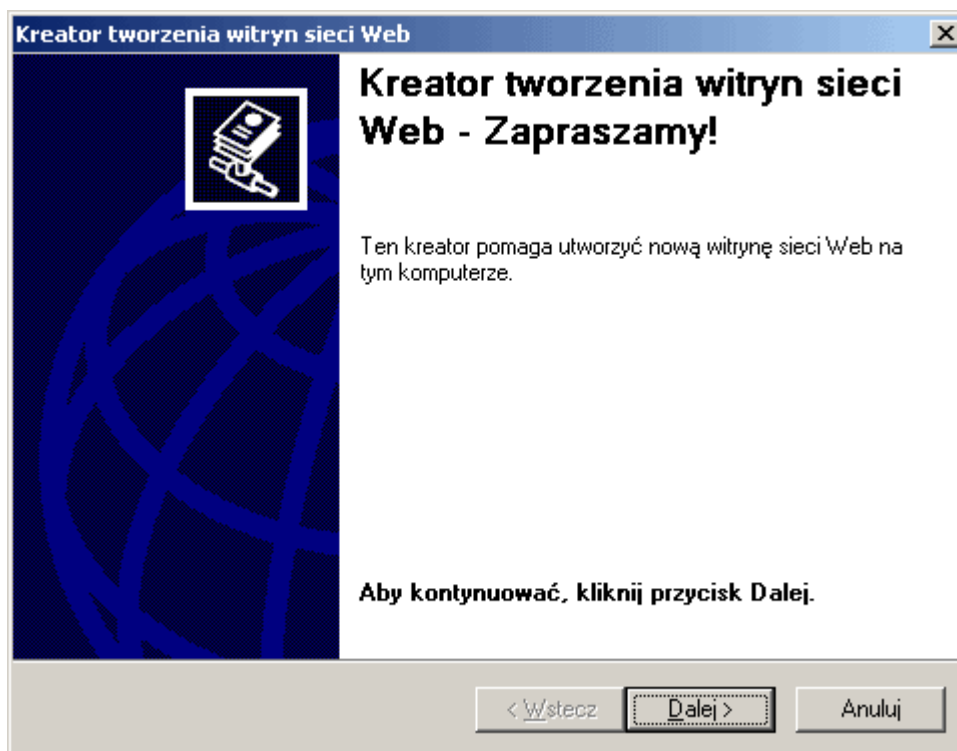 Kreator tworzenia witryn sieci Web
Kreator tworzenia witryn sieci
Web - Zapraszamy!
Ten kreator pomaga utworzyć nową witrynę sieci Web na
tym komputerze.
Aby kontynuować, kliknij przycisk Dalej.
< Wstecz
Dalej >
Anuluj